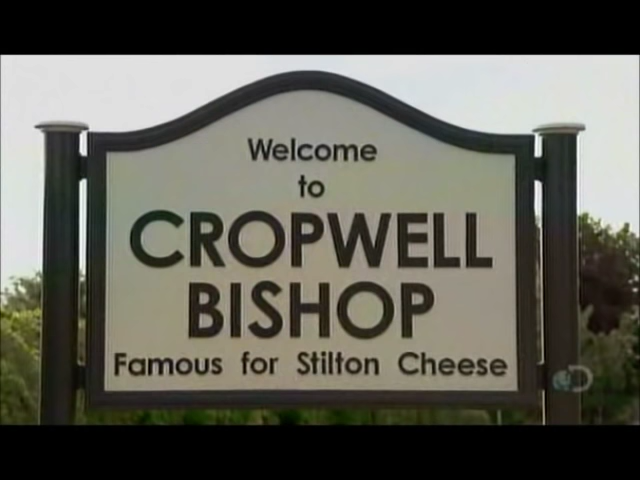 Welcome
to
CROPWELL
BISHOP
Famous for Stilton Cheese
D